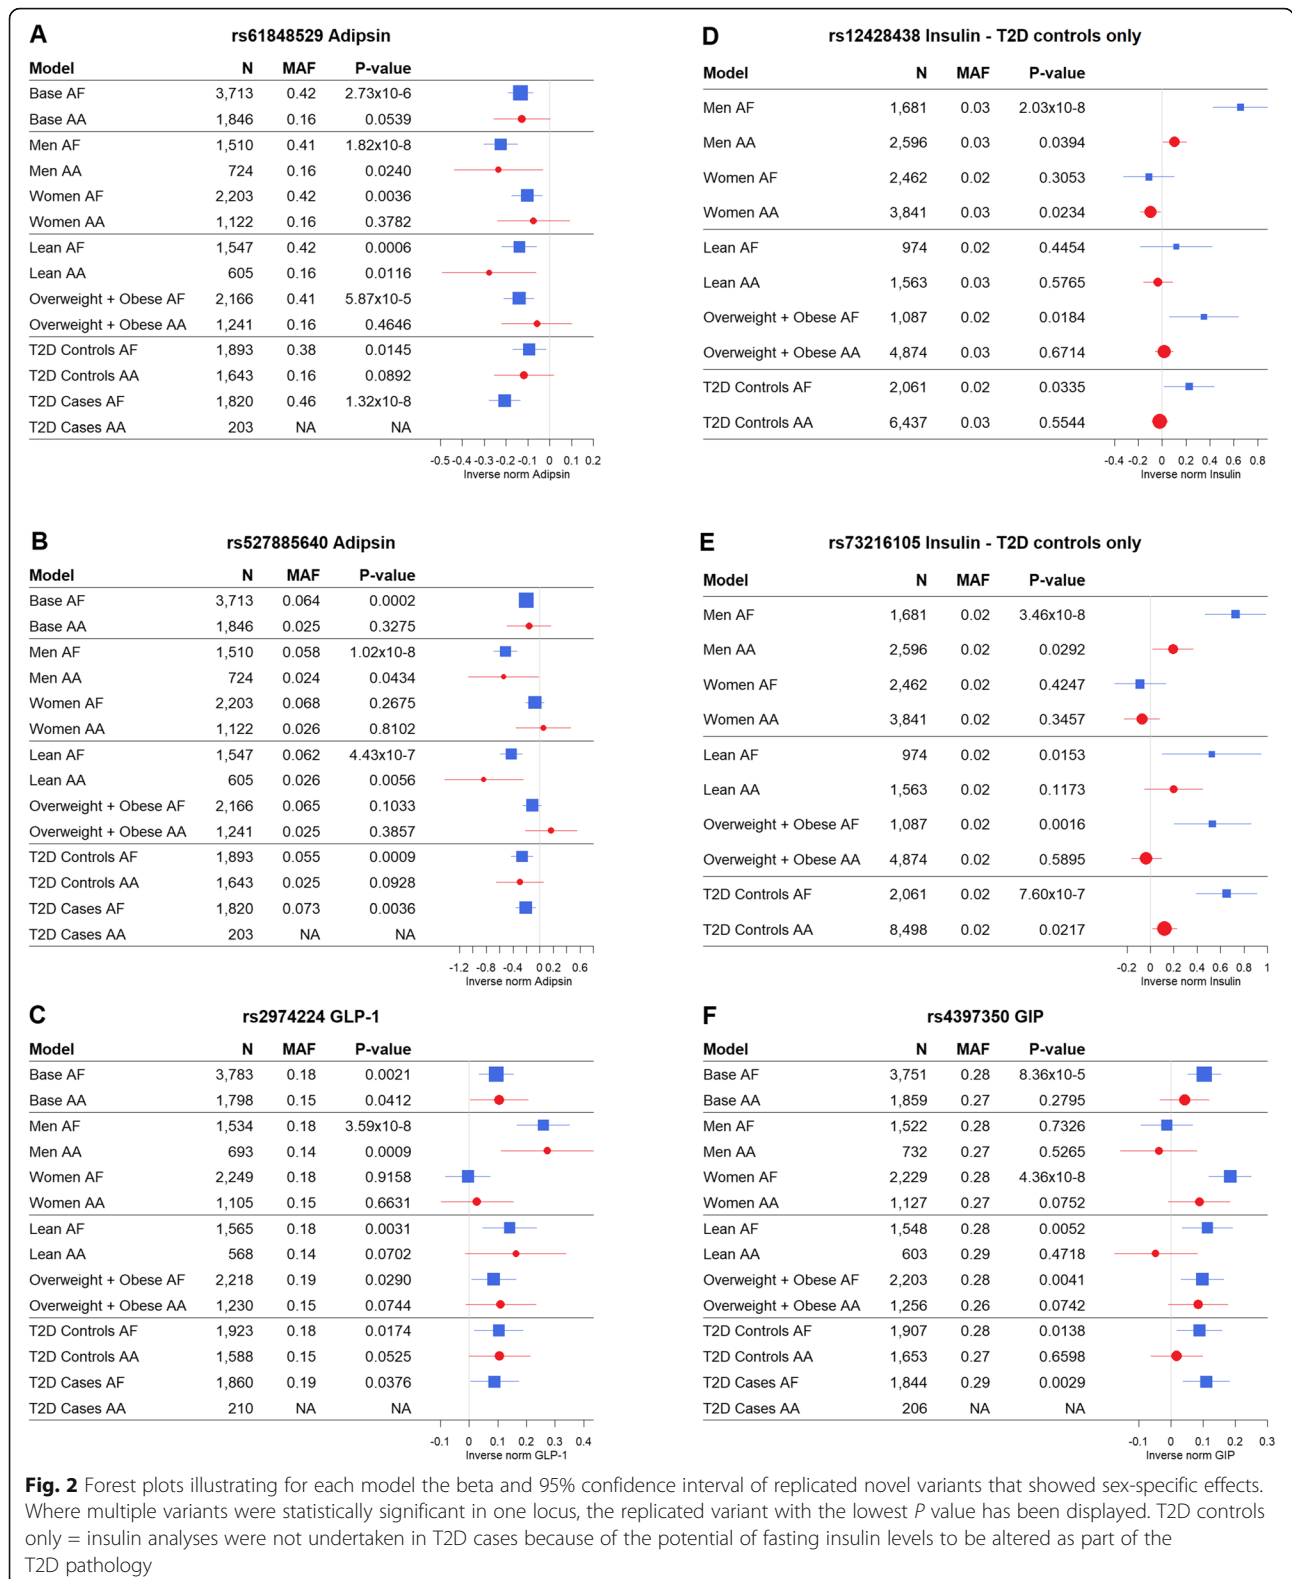 A
rs61848529 Adipsin
Model N MAF P-value
Base AF 3,713 0.42 2.73x10-6
Base AA 1,846 0.16 0.0539
Men AF 1,510 0.41 1.82x10-8
Men AA 724 0.16 0.0240
Women AF 2,203 0.42 0.0036
Women AA 1,122 0.16 0.3782
Lean AF 1,547 0.42 0.0006
Lean AA 605 0.16 0.0116
Overweight + Obese AF 2,166 0.41 5.87x10-5
Overweight + Obese AA 1,241 0.16 0.4646
T2D Controls AF 1,893 0.38 0.0145
T2D Controls AA 1,643 0.16 0.0892
T2D Cases AF 1,820 0.46 1.32x10-8
T2D Cases AA 203 NA NA
-0.5 -0.4 -0.3 -0.2 -0.1 0 0.1 0.2
Inverse norm Adipsin
B
rs527885640 Adipsin
Model N MAF P-value
Base AF 3,713 0.064 0.0002
Base AA 1,846 0.025 0.3275
Men AF 1,510 0.058 1.02x10-8
Men AA 724 0.024 0.0434
Women AF 2,203 0.068 0.2675
Women AA 1,122 0.026 0.8102
Lean AF 1,547 0.062 4.43x10-7
Lean AA 605 0.026 0.0056
Overweight + Obese AF 2,166 0.065 0.1033
Overweight + Obese AA 1,241 0.025 0.3857
T2D Controls AF 1,893 0.055 0.0009
T2D Controls AA 1,643 0.025 0.0928
T2D Cases AF 1,820 0.073 0.0036
T2D Cases AA 203 NA NA
-1.2 -0.8 -0.4 0 0.2 0.6
Inverse norm Adipsin
C
rs2974224 GLP-1
Model N MAF P-value
Base AF 3,783 0.18 0.0021
Base AA 1,798 0.15 0.0412
Men AF 1,534 0.18 3.59x10-8
Men AA 693 0.14 0.0009
Women AF 2,249 0.18 0.9158
Women AA 1,105 0.15 0.6631
Lean AF 1,565 0.18 0.0031
Lean AA 568 0.14 0.0702
Overweight + Obese AF 2,218 0.19 0.0290
Overweight + Obese AA 1,230 0.15 0.0744
T2D Controls AF 1,923 0.18 0.0174
T2D Controls AA 1,588 0.15 0.0525
T2D Cases AF 1,860 0.19 0.0376
T2D Cases AA 210 NA NA
-0.1 0 0.1 0.2 0.3 0.4
Inverse norm GLP-1
D
rs12428438 Insulin - T2D controls only
Model N MAF P-value
Men AF 1,681 0.03 2.03x10-8
Men AA 2,596 0.03 0.0394
Women AF 2,462 0.02 0.3053
Women AA 3,841 0.03 0.0234
Lean AF 974 0.02 0.4454
Lean AA 1,563 0.03 0.5765
Overweight + Obese AF 1,087 0.02 0.0184
Overweight + Obese AA 4,874 0.03 0.6714
T2D Controls AF 2,061 0.02 0.0335
T2D Controls AA 6,437 0.03 0.5544
-0.4 -0.2 0 0.2 0.4 0.6 0.8
Inverse norm Insulin
E
rs73216105 Insulin - T2D controls only
Model N MAF P-value
Men AF 1,681 0.02 3.46x10-8
Men AA 2,596 0.02 0.0292
Women AF 2,462 0.02 0.4247
Women AA 3,841 0.02 0.3457
Lean AF 974 0.02 0.0153
Lean AA 1,563 0.02 0.1173
Overweight + Obese AF 1,087 0.02 0.0016
Overweight + Obese AA 4,874 0.02 0.5895
T2D Controls AF 2,061 0.02 7.60x10-7
T2D Controls AA 8,498 0.02 0.0217
-0.2 0 0.2 0.4 0.6 0.8 1
Inverse norm Insulin
F
rs4397350 GIP
Model N MAF P-value
Base AF 3,751 0.28 8.36x10-5
Base AA 1,859 0.27 0.2795
Men AF 1,522 0.28 0.7326
Men AA 732 0.27 0.5265
Women AF 2,229 0.28 4.36x10-8
Women AA 1,127 0.27 0.0752
Lean AF 1,548 0.28 0.0052
Lean AA 603 0.29 0.4718
Overweight + Obese AF 2,203 0.28 0.0041
Overweight + Obese AA 1,256 0.26 0.0742
T2D Controls AF 1,907 0.28 0.0138
T2D Controls AA 1,653 0.27 0.6598
T2D Cases AF 1,844 0.29 0.0029
T2D Cases AA 206 NA NA
-0.1 0 0.1 0.2 0.3
Inverse norm GIP
Fig. 2 Forest plots illustrating for each model the beta and 95% confidence interval of replicated novel variants that showed sex-specific effects.
Where multiple variants were statistically significant in one locus, the replicated variant with the lowest P value has been displayed. T2D controls
only = insulin analyses were not undertaken in T2D cases because of the potential of fasting insulin levels to be altered as part of the
T2D pathology